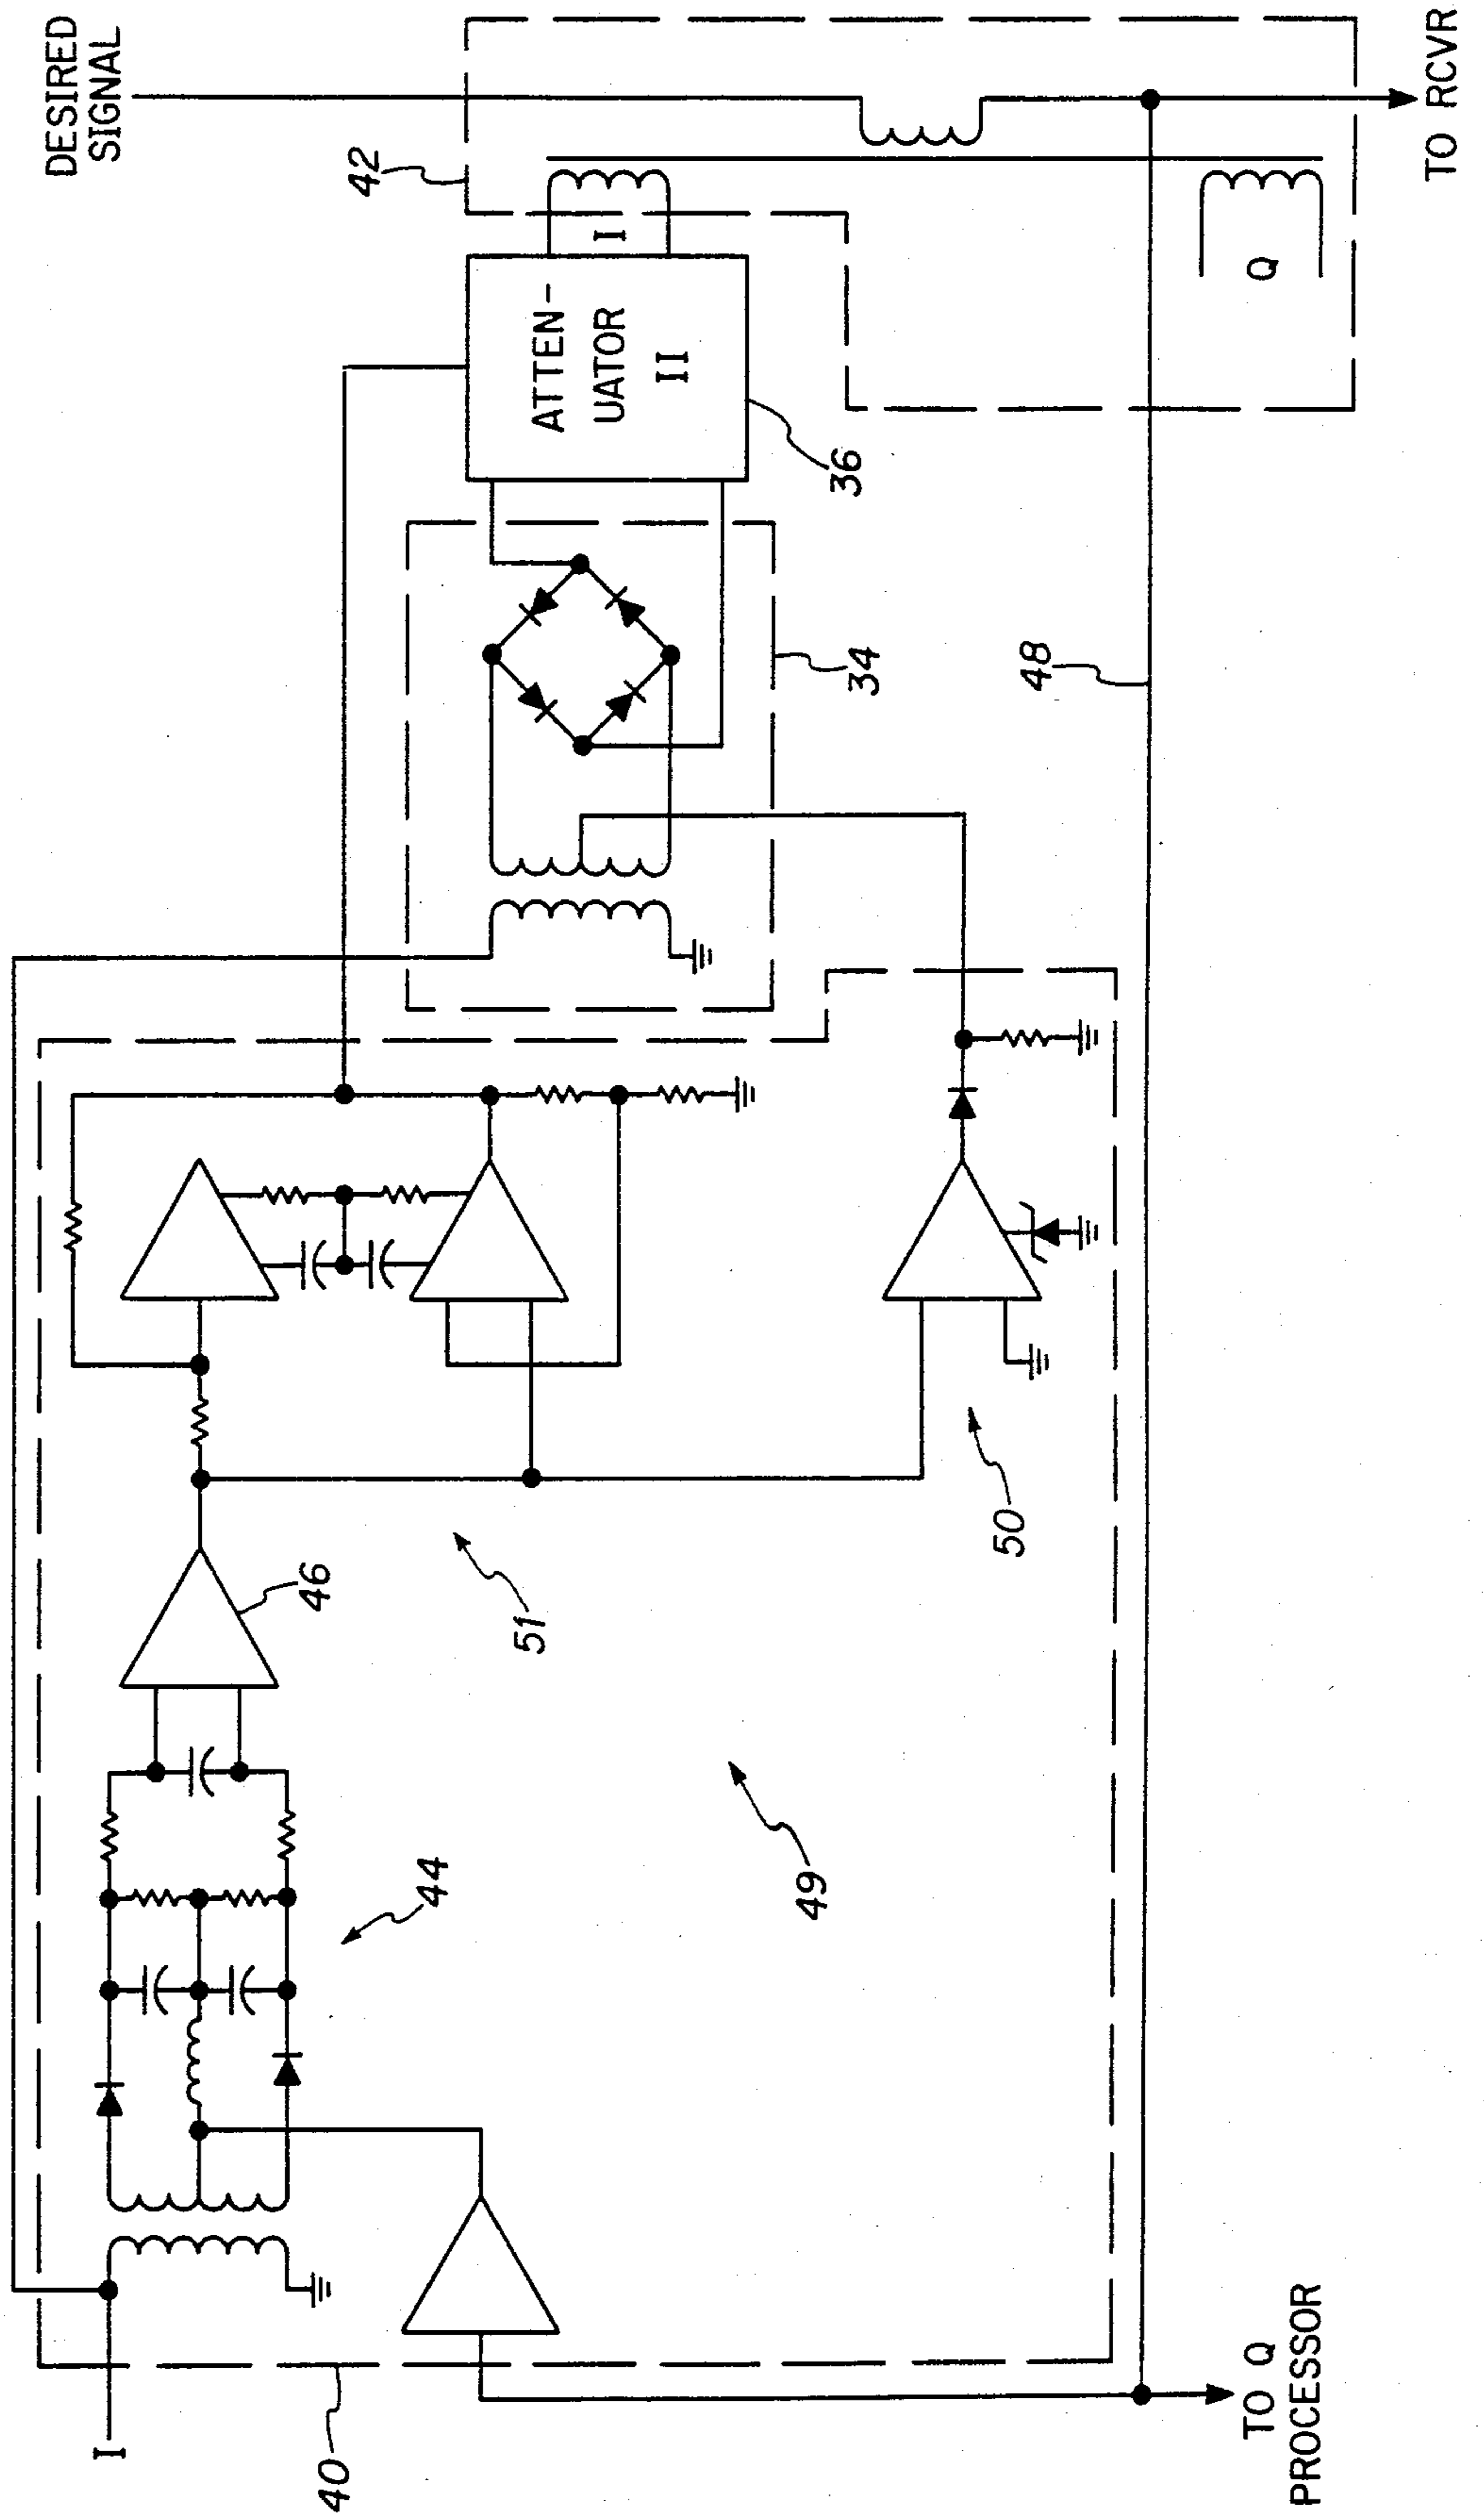 DESIRED
SIGNAL
42
I
ATTEN-
UATOR
II
36
34
48
Q
TO RCVR
46
51
50
44
49
I
40
TO Q
PROCESSOR